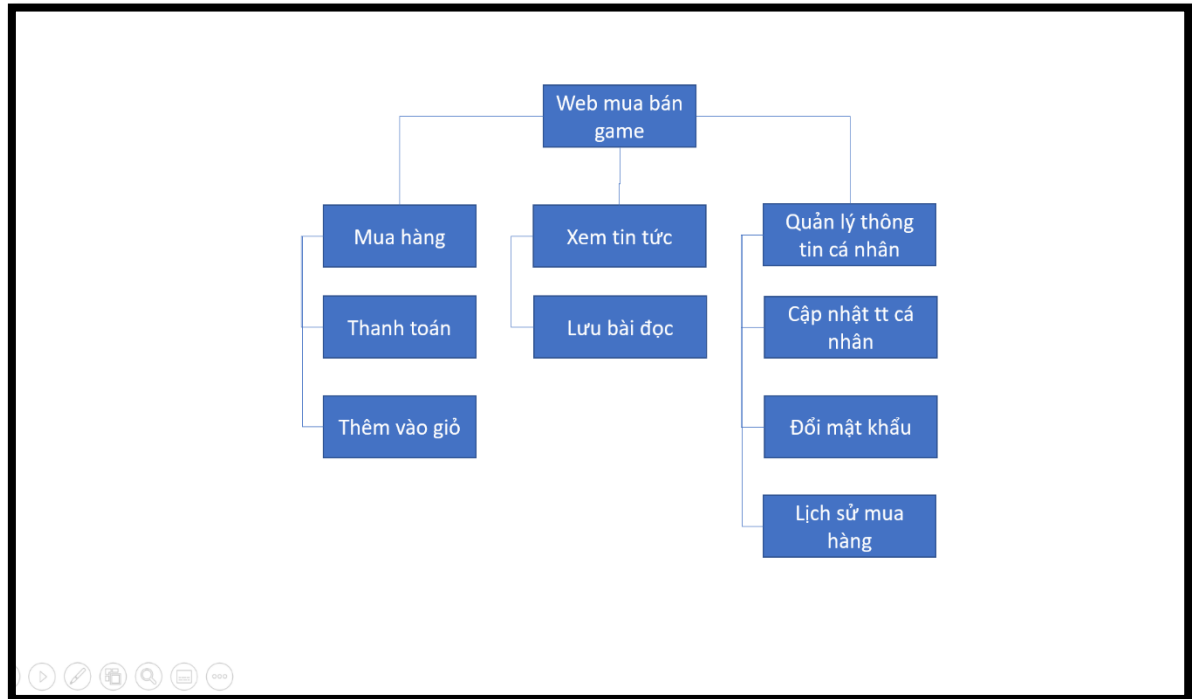 Web mua bán
game
Mua hàng
Xem tin tức
Quản lý thông
tin cá nhân
Thanh toán
Lưu bài đọc
Cập nhật tt cá
nhân
Thêm vào giỏ
Đổi mật khẩu
Lịch sử mua
hàng